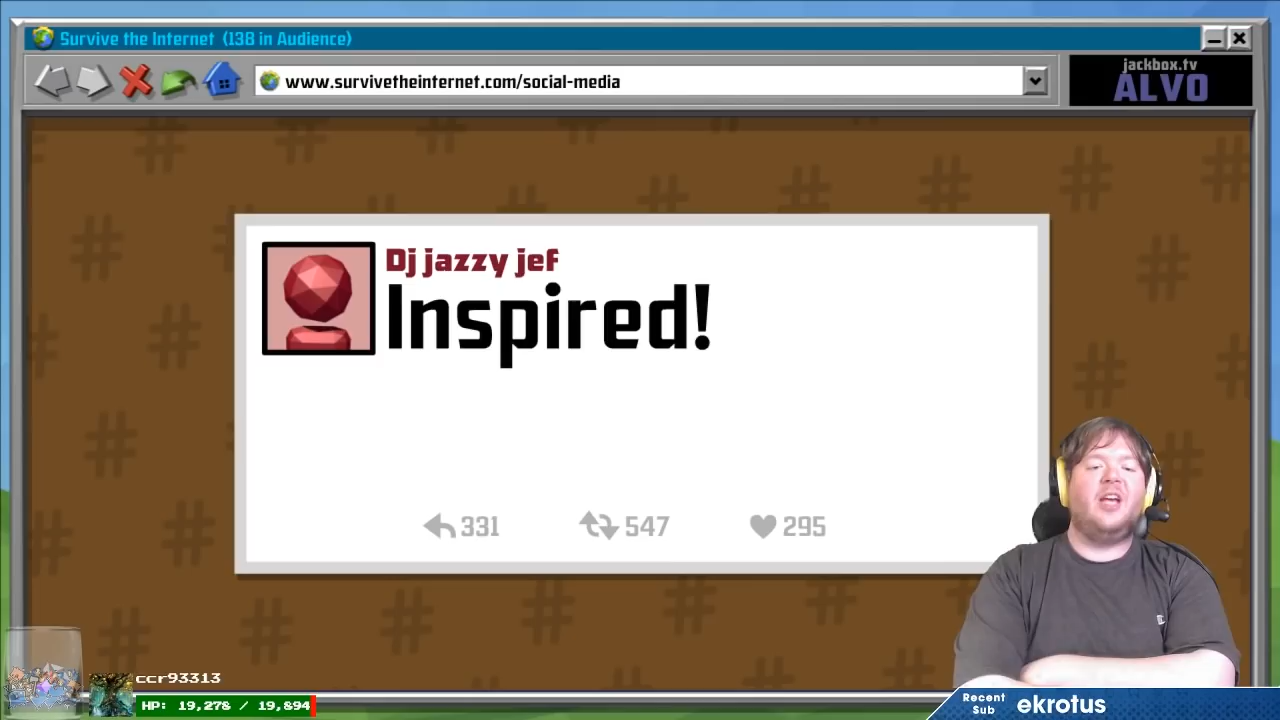 Survive the Internet (138 in Audience)
www.survivetheinternet.com/social-media
jackbox.tv
ALVO
Dj jazzy jef
Inspired!
331
547
295
ccr93313
HP: 19,278 / 19,894
Recent
Sub
ekrotus